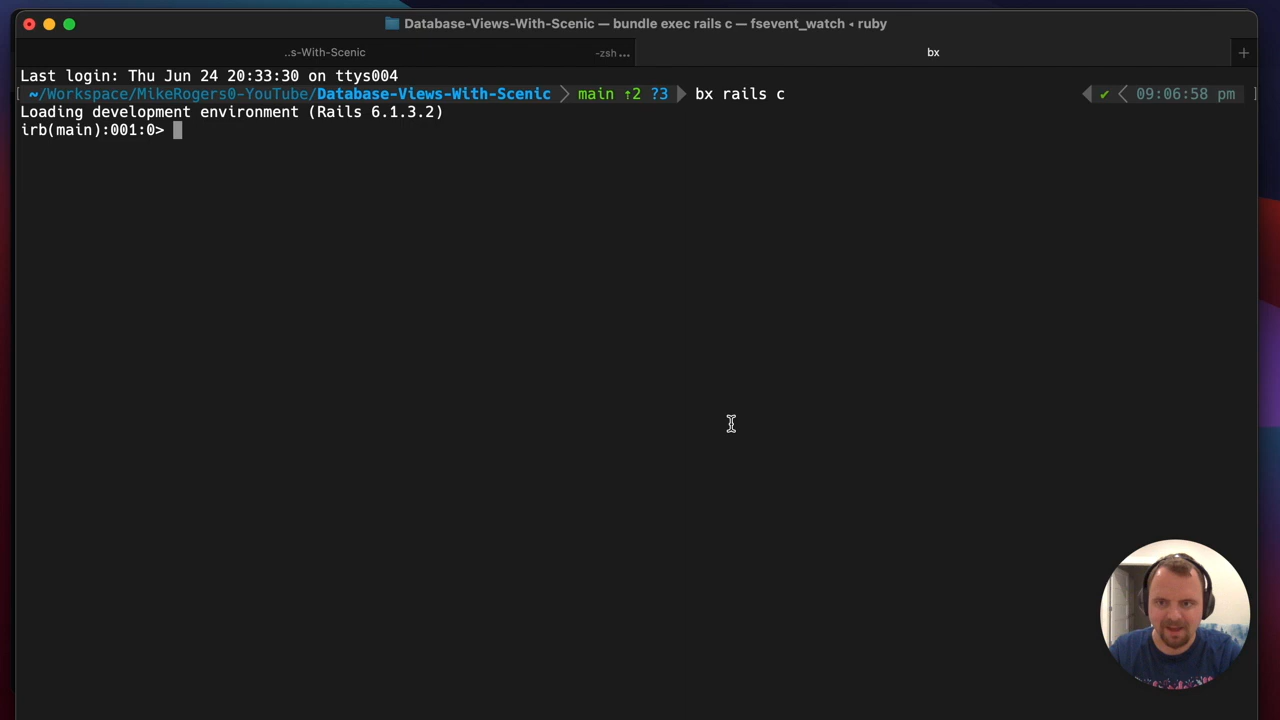 Database-Views-With-Scenic — bundle exec rails c — fsevent_watch ◂ ruby
..s-With-Scenic -zsh ... bx +
Last login: Thu Jun 24 20:33:30 on ttys004
[ ~/Workspace/MikeRogers0-YouTube/Database-Views-With-Scenic main ↑2 ?3 bx rails c ✔ 09:06:58 pm ]
Loading development environment (Rails 6.1.3.2)
irb(main):001:0>